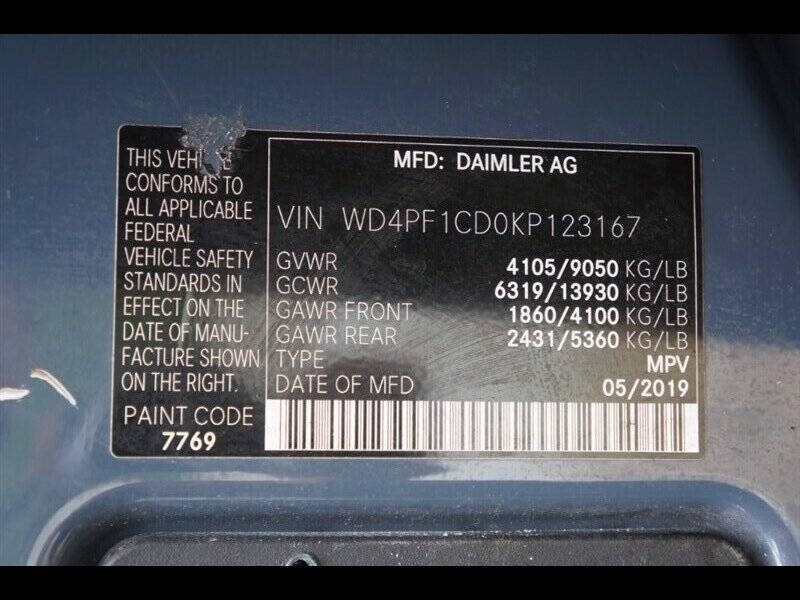 THIS VEHICLE
CONFORMS TO
ALL APPLICABLE
FEDERAL
VEHICLE SAFETY
STANDARDS IN
EFFECT ON THE
DATE OF MANU-
FACTURE SHOWN
ON THE RIGHT.
PAINT CODE
7769
MFD: DAIMLER AG
VIN WD4PF1CD0KP123167
GVWR 4105/9050 KG/LB
GCWR 6319/13930 KG/LB
GAWR FRONT 1860/4100 KG/LB
GAWR REAR 2431/5360 KG/LB
TYPE MPV
DATE OF MFD 05/2019